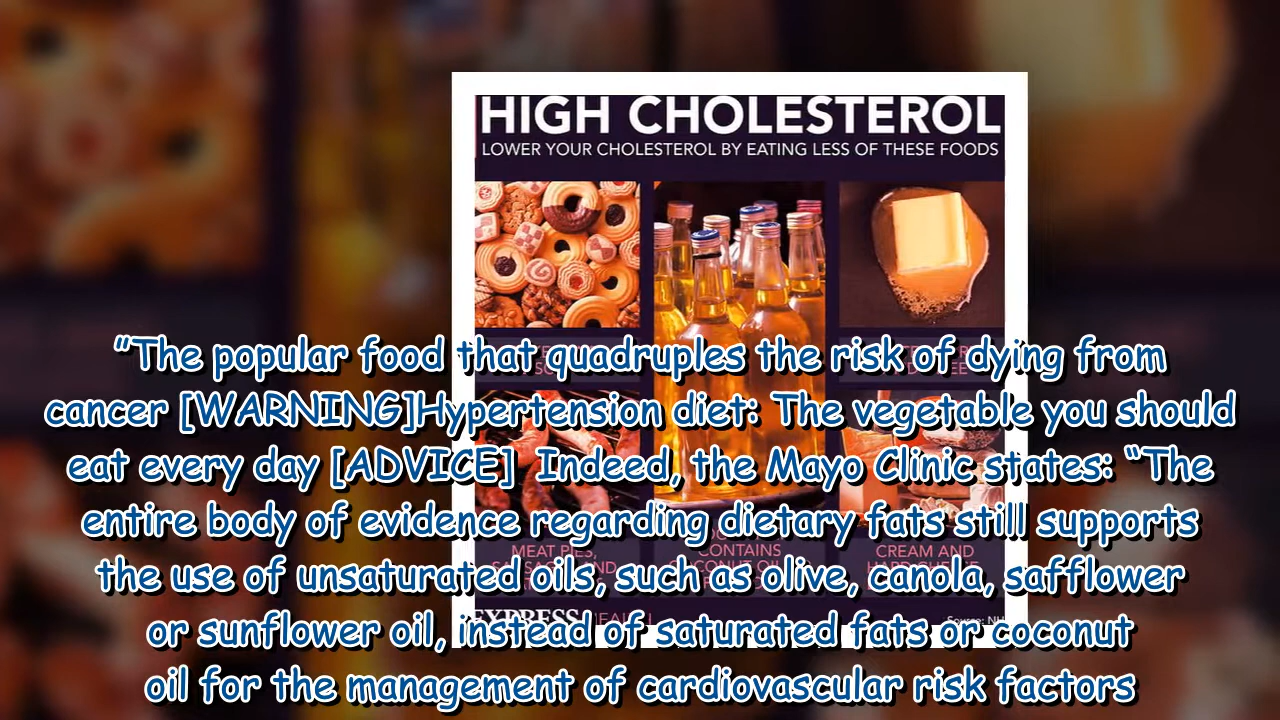 HIGH CHOLESTEROL
LOWER YOUR CHOLESTEROL BY EATING LESS OF THESE FOODS
"The popular food that quadruples the risk of dying from
cancer [WARNING]Hypertension diet: The vegetable you should
eat every day [ADVICE] Indeed, the Mayo Clinic states: “The
entire body of evidence regarding dietary fats still supports
the use of unsaturated oils, such as olive, canola, safflower
or sunflower oil, instead of saturated fats or coconut
oil for the management of cardiovascular risk factors
MEAT PIES,
CONTAINS
CREAM AND
EXPRESS